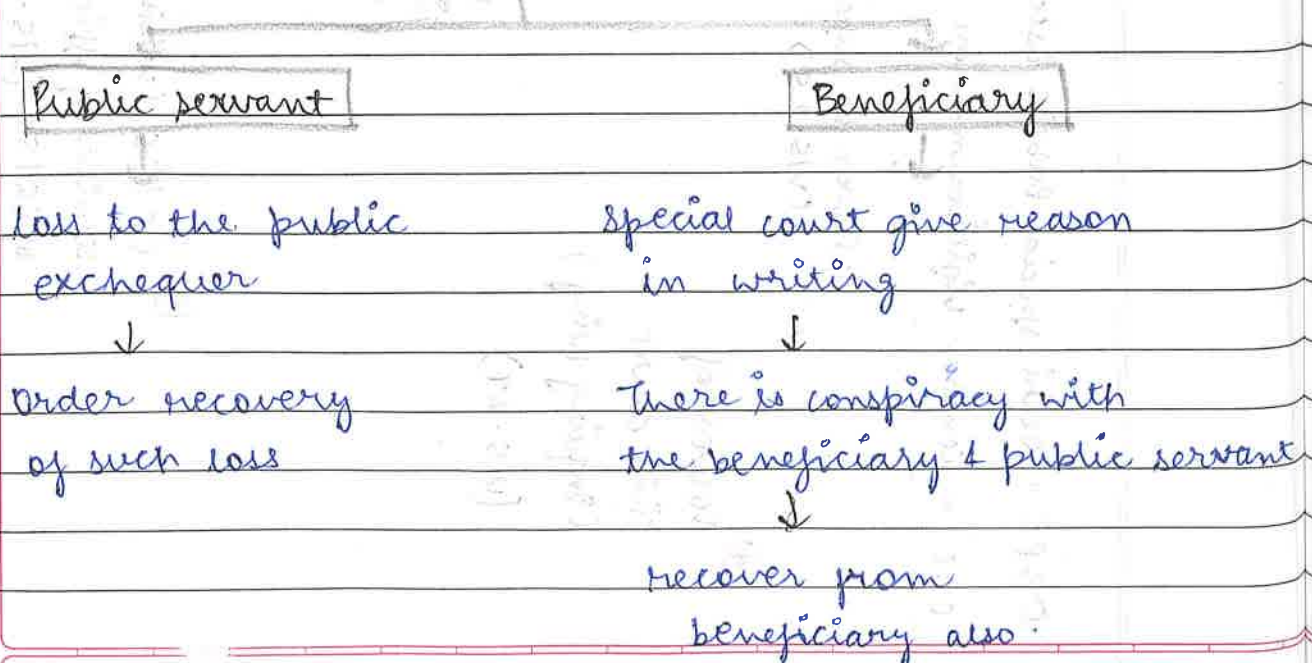 Public servant
Beneficiary
loss to the public
exchequer
↓
order recovery
of such loss
special court give reason
in writing
↓
There is conspiracy with
the beneficiary & public servant
↓
recover from
beneficiary also.